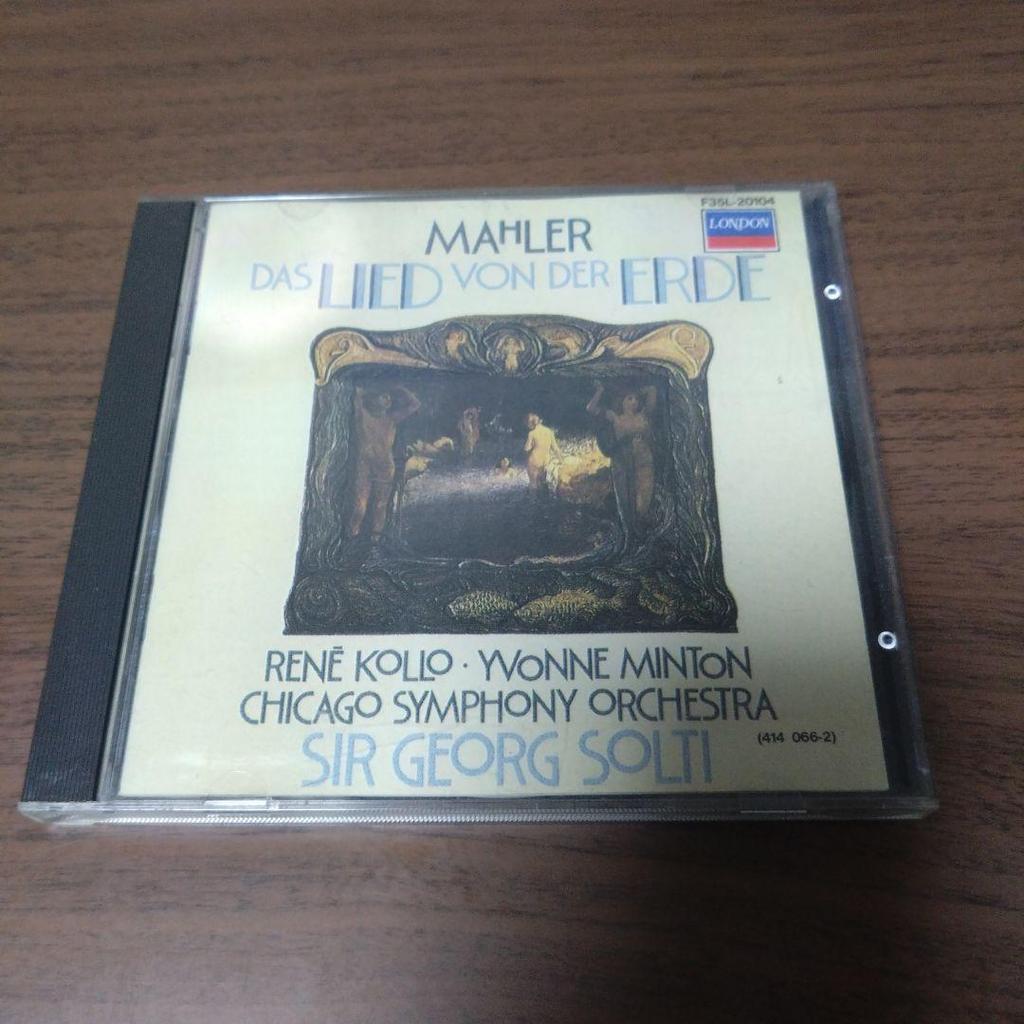 F35L-20104
LONDON
MAHLER
DAS LIED VON DER ERDE
RENÉ KOLLO · YVONNE MINTON
CHICAGO SYMPHONY ORCHESTRA
(414 066-2)
SIR GEORG SOLTI